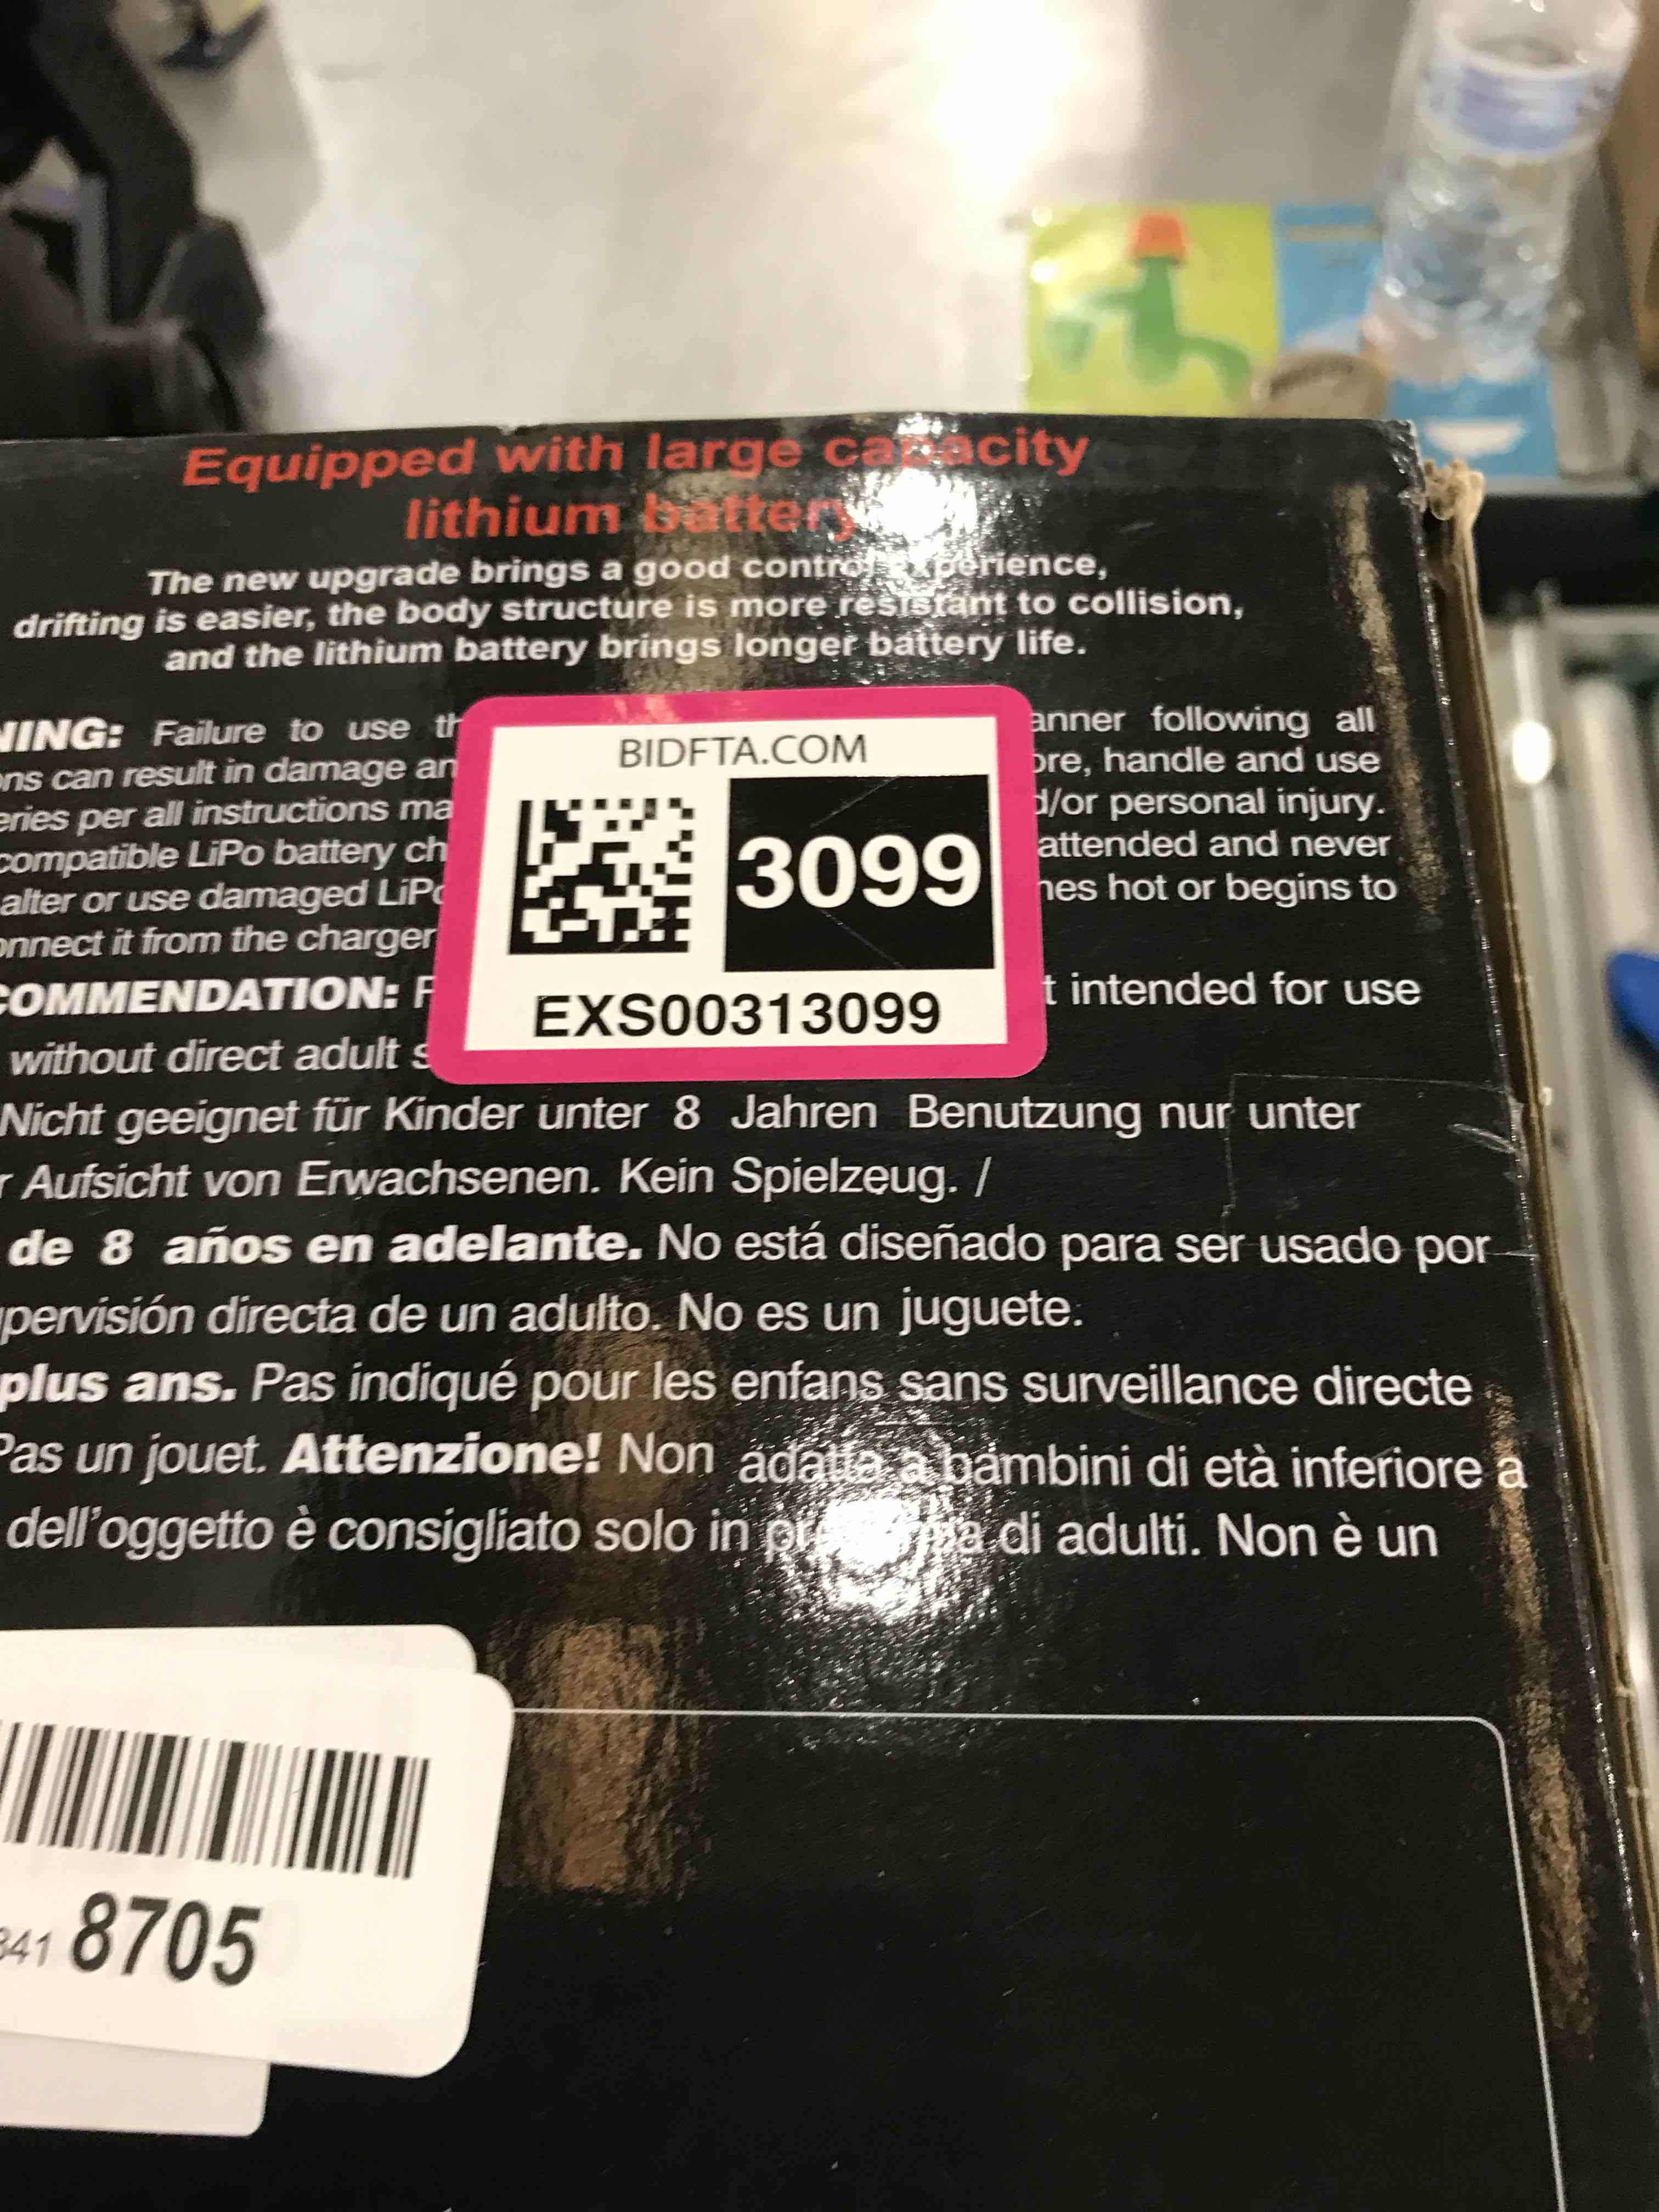 Equipped with large capacity
lithium battery
The new upgrade brings a good control experience,
drifting is easier, the body structure is more resistant to collision,
and the lithium battery brings longer battery life.
NING: Failure to use th
anner following all
ons can result in damage an
ore, handle and use
eries per all instructions ma
d/or personal injury.
compatible LiPo battery ch
attended and never
alter or use damaged LiPo
nes hot or begins to
onnect it from the charger
BIDFTA.COM
3099
EXS00313099
COMMENDATION: F
t intended for use
without direct adult s
Nicht geeignet für Kinder unter 8 Jahren Benutzung nur unter
r Aufsicht von Erwachsenen. Kein Spielzeug. /
de 8 años en adelante. No está diseñado para ser usado por
pervisión directa de un adulto. No es un juguete.
plus ans. Pas indiqué pour les enfans sans surveillance directe
Pas un jouet. Attenzione! Non adatto a bambini di età inferiore a
dell'oggetto è consigliato solo in di adulti. Non è un
341 8705